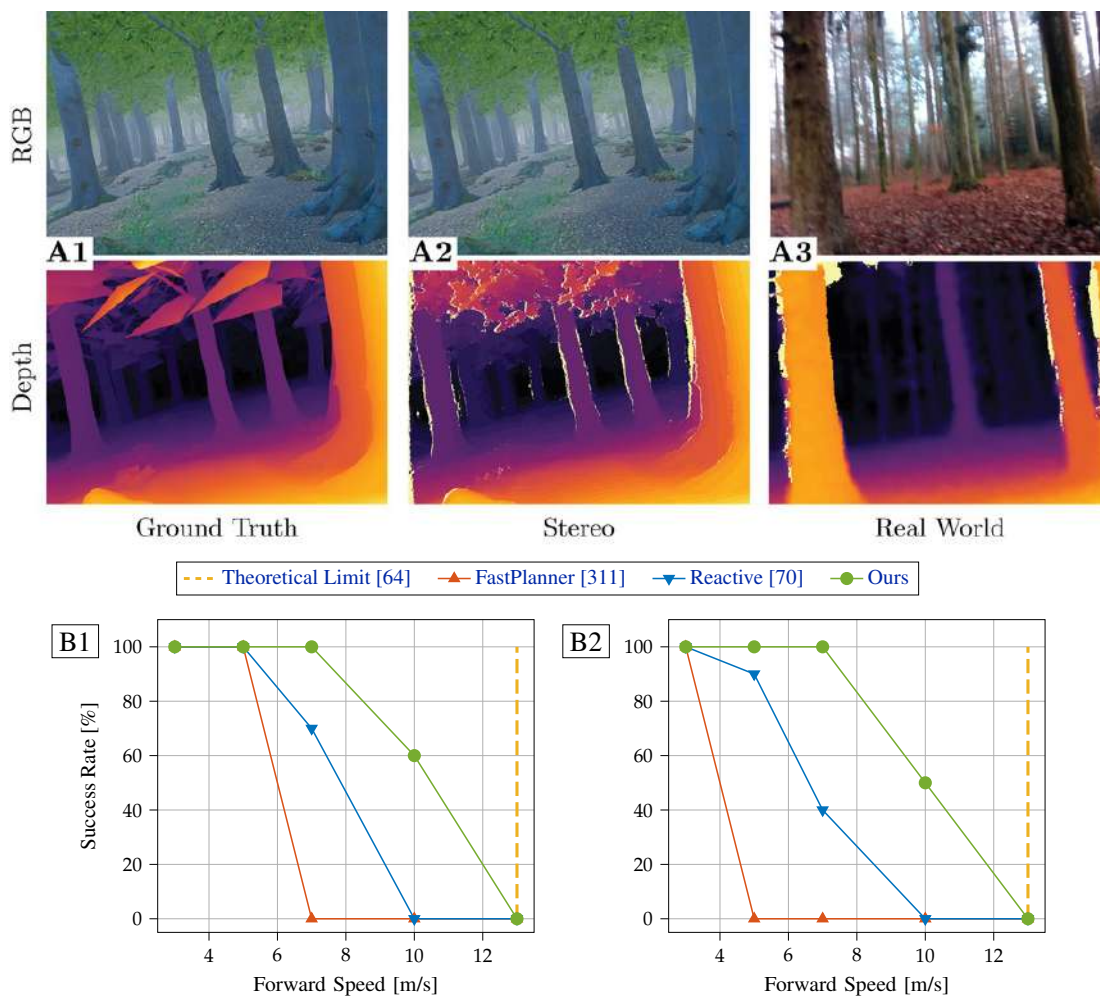 RGB
A1
A2
A3
Depth
Ground Truth
Stereo
Real World
Theoretical Limit [64]
FastPlanner [311]
Reactive [70]
Ours
B1
100
80
60
40
20
0
Success Rate [%]
4 6 8 10 12
Forward Speed [m/s]
B2
100
80
60
40
20
0
4 6 8 10 12
Forward Speed [m/s]